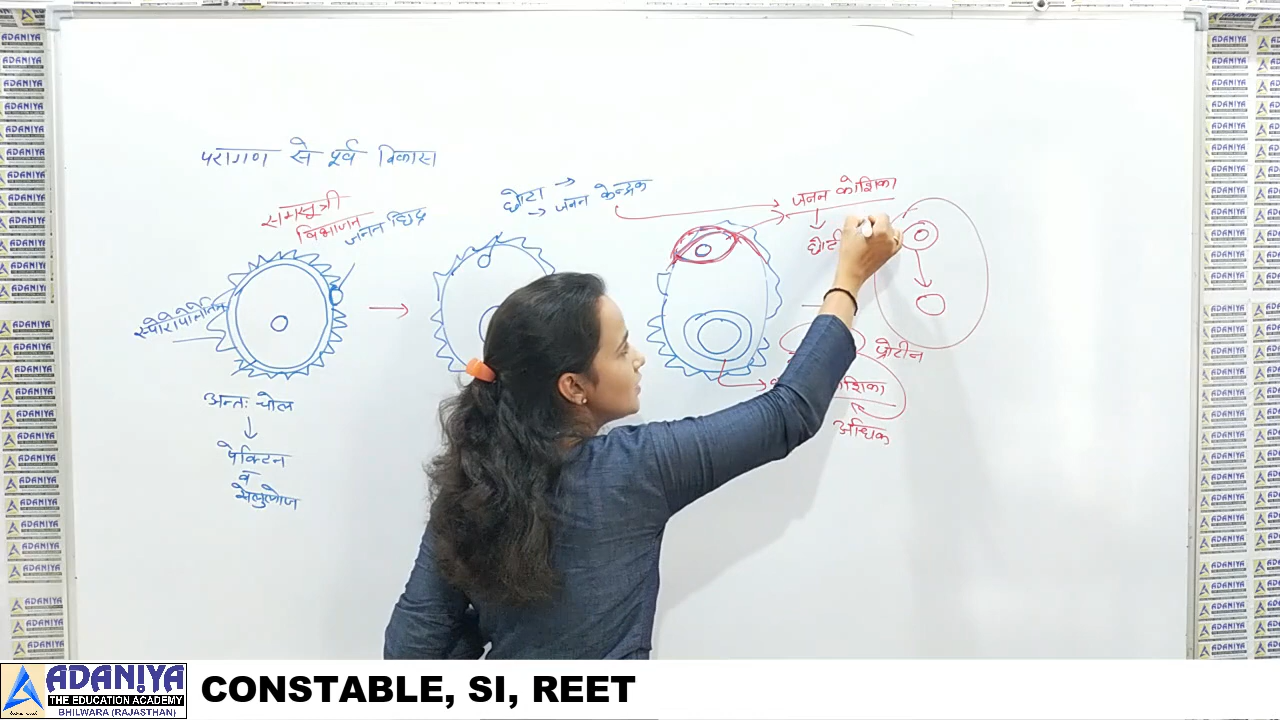 परागण से पूर्व विकास
समसूत्री
विभाजन
जनन छिद्र
स्पोरोपोलेनिन
अन्तः चोल
पेक्टिन
व
सेलुलोज
छोटा →
→ जनन केन्द्रक
जनन कोशिका
छोटी
प्रोटीन
शिका
अधिक
ADANIYA
THE EDUCATION ACADEMY
BHILWARA (RAJASTHAN)
CONSTABLE, SI, REET